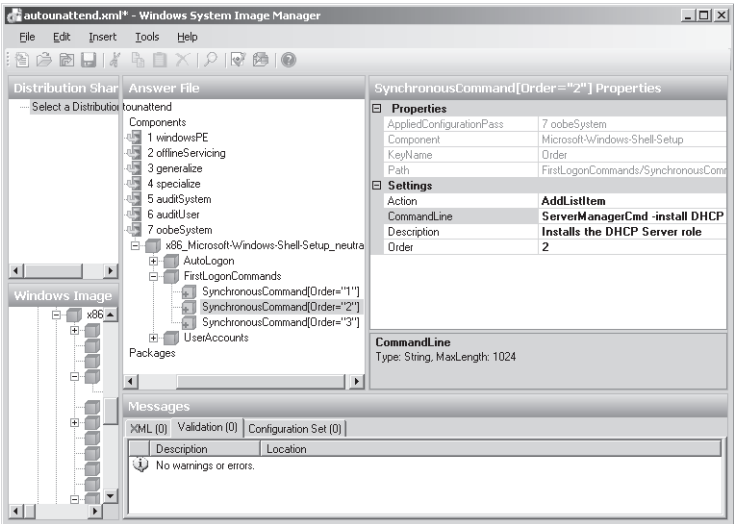 autounattend.xml* - Windows System Image Manager
File Edit Insert Tools Help
Distribution Shar
Select a Distribution
Answer File
tounattend
Components
1 windowsPE
2 offlineServicing
3 generalize
4 specialize
5 auditSystem
6 auditUser
7 oobeSystem
x86_Microsoft-Windows-Shell-Setup_neutra
AutoLogon
FirstLogonCommands
SynchronousCommand[Order="1"]
SynchronousCommand[Order="2"]
SynchronousCommand[Order="3"]
UserAccounts
Packages
SynchronousCommand[Order="2"] Properties
Properties
AppliedConfigurationPass 7 oobeSystem
Component Microsoft-Windows-Shell-Setup
KeyName Order
Path FirstLogonCommands/SynchronousComm
Settings
Action AddListItem
CommandLine ServerManagerCmd -install DHCP
Description Installs the DHCP Server role
Order 2
CommandLine
Type: String, MaxLength: 1024
Windows Image
x86
Messages
XML (0) Validation (0) Configuration Set (0)
Description Location
No warnings or errors.